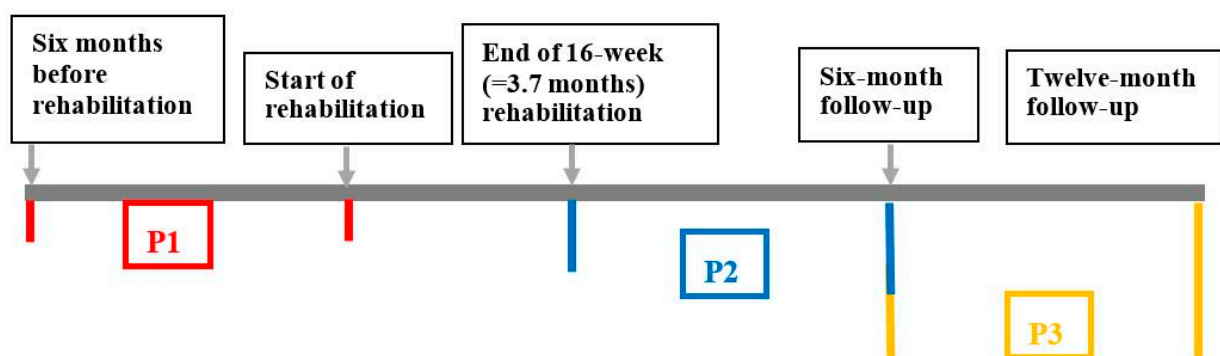 Six months
before
rehabilitation
Start of
rehabilitation
End of 16-week
(=3.7 months)
rehabilitation
Six-month
follow-up
Twelve-month
follow-up
P1
P2
P3